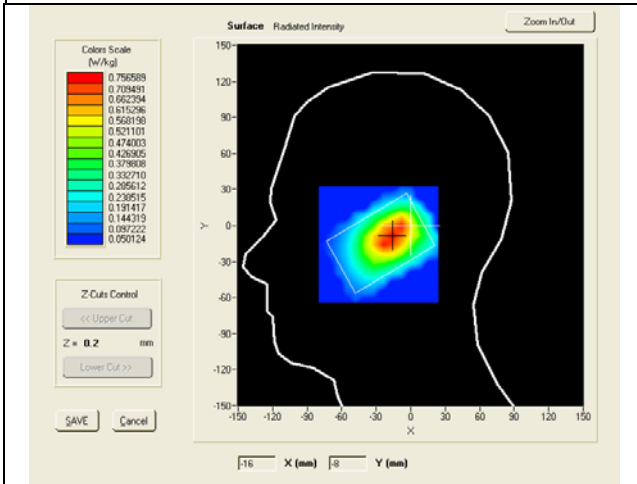 Surface Radiated Intensity
Zoom In/Out
Colors Scale
(W/kg)
0.756589
0.709491
0.662394
0.615296
0.568198
0.521101
0.474003
0.426905
0.379808
0.332710
0.285612
0.238515
0.191417
0.144319
0.097222
0.050124
Z-Cuts Control
<< Upper Cut
Z = 0.2 mm
Lower Cut >>
SAVE Cancel
150
120
90
60
30
0
-30
-60
-90
-120
-150
Y
-150 -120 -90 -60 -30 0 30 60 90 120 150
X
-16 X (mm) -8 Y (mm)